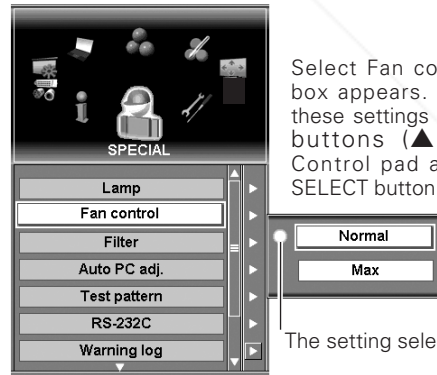 SPECIAL
Lamp
Fan control
Filter
Auto PC adj.
Test pattern
RS-232C
Warning log
Select Fan co
box appears.
these settings
buttons (▲
Control pad a
SELECT button
Normal
Max
The setting sele